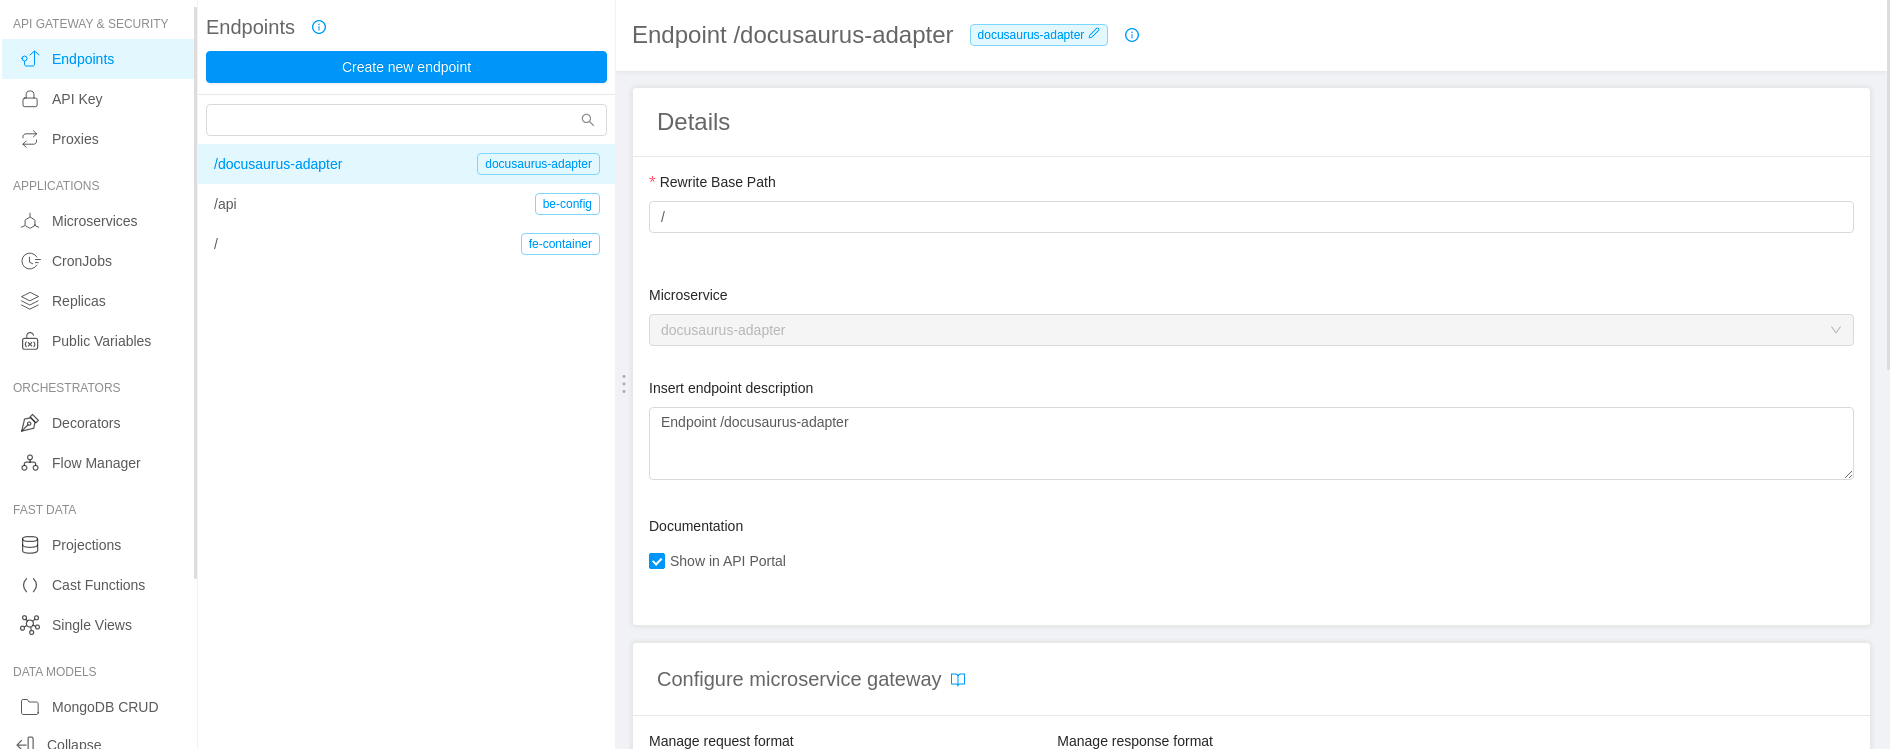 API GATEWAY & SECURITY
Endpoints
API Key
Proxies
APPLICATIONS
Microservices
CronJobs
Replicas
Public Variables
ORCHESTRATORS
Decorators
Flow Manager
FAST DATA
Projections
Cast Functions
Single Views
DATA MODELS
MongoDB CRUD
Collapse
Endpoints
Create new endpoint
/docusaurus-adapter docusaurus-adapter
/api be-config
/ fe-container
Endpoint /docusaurus-adapter docusaurus-adapter
Details
* Rewrite Base Path
/
Microservice
docusaurus-adapter
Insert endpoint description
Endpoint /docusaurus-adapter
Documentation
Show in API Portal
Configure microservice gateway
Manage request format Manage response format